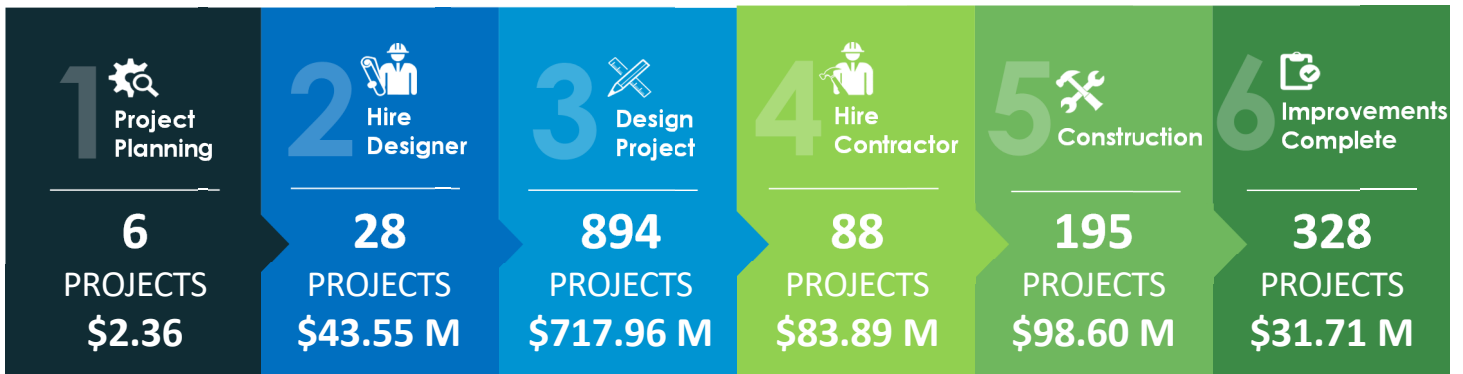 1
Project
Planning
6
PROJECTS
$2.36
2
Hire
Designer
28
PROJECTS
$43.55 M
3
Design
Project
894
PROJECTS
$717.96 M
4
Hire
Contractor
88
PROJECTS
$83.89 M
5
Construction
195
PROJECTS
$98.60 M
6
Improvements
Complete
328
PROJECTS
$31.71 M